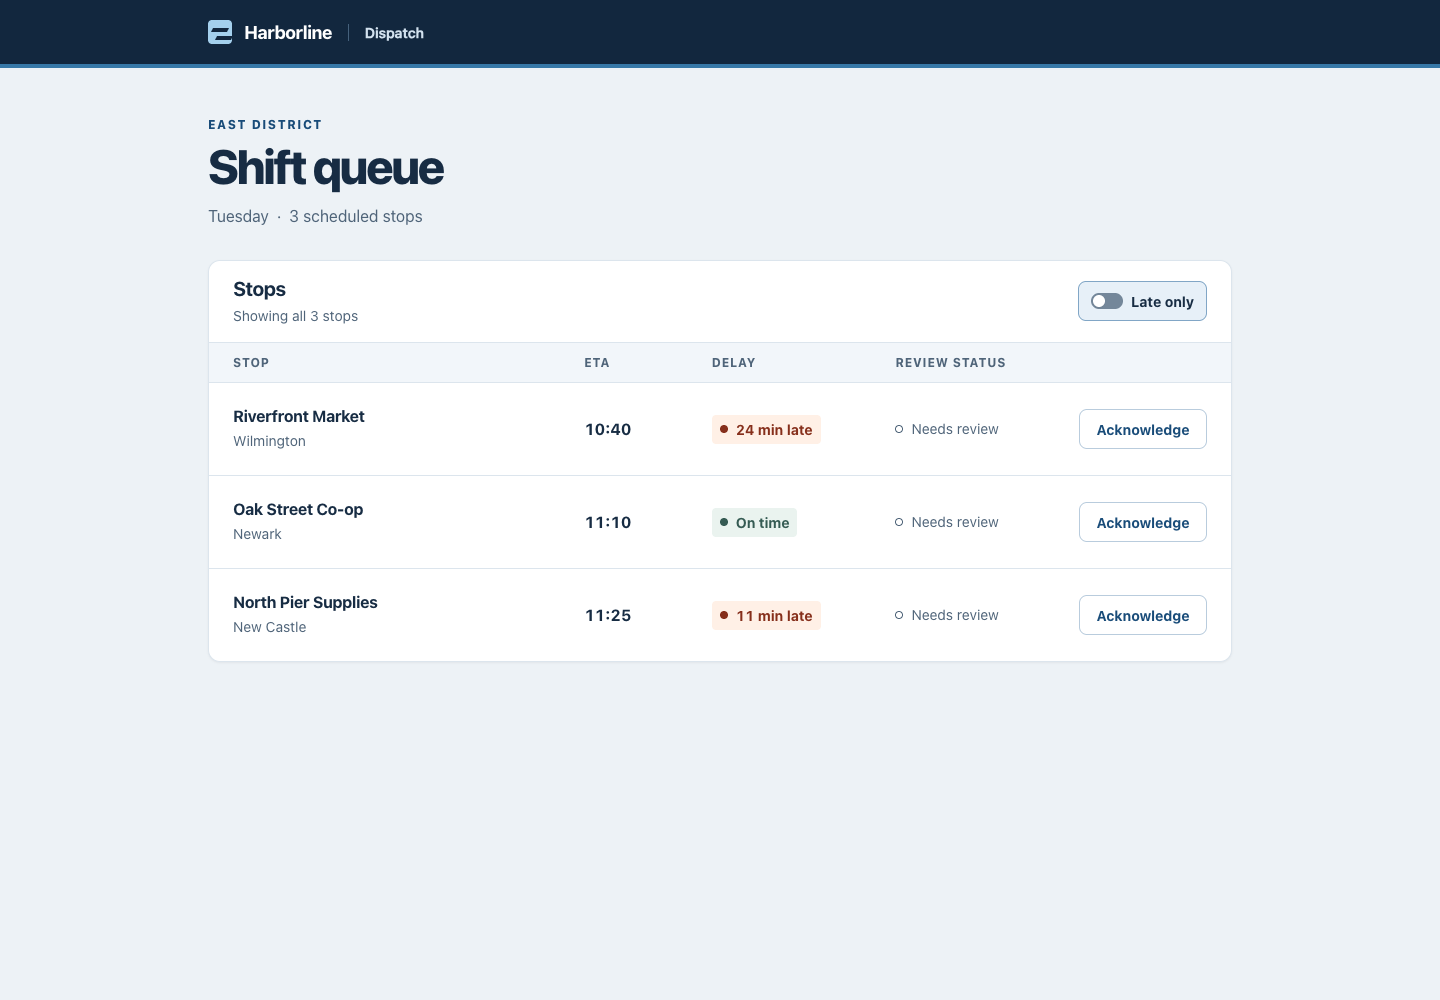 Harborline
Dispatch
EAST DISTRICT
Shift queue
Tuesday · 3 scheduled stops
Stops
Showing all 3 stops
Late only
STOP ETA DELAY REVIEW STATUS
Riverfront Market
Wilmington
10:40
24 min late
Needs review
Acknowledge
Oak Street Co-op
Newark
11:10
On time
Needs review
Acknowledge
North Pier Supplies
New Castle
11:25
11 min late
Needs review
Acknowledge